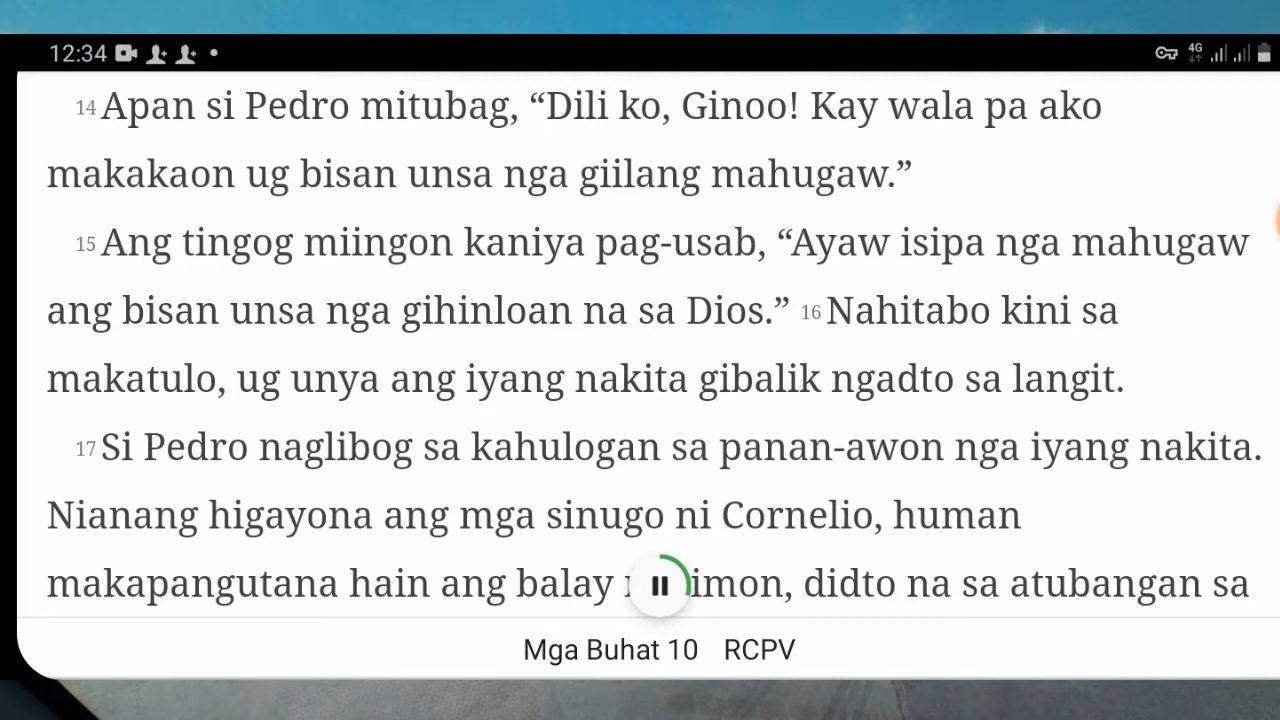 12:34
4G
14 Apan si Pedro mitubag, “Dili ko, Ginoo! Kay wala pa ako
makakaon ug bisan unsa nga giilang mahugaw.”
15 Ang tingog miingon kaniya pag-usab, “Ayaw isipa nga mahugaw
ang bisan unsa nga gihinloan na sa Dios.” 16 Nahitabo kini sa
makatulo, ug unya ang iyang nakita gibalik ngadto sa langit.
17 Si Pedro naglibog sa kahulogan sa panan-awon nga iyang nakita.
Nianang higayona ang mga sinugo ni Cornelio, human
makapangutana hain ang balay imon, didto na sa atubangan sa
Mga Buhat 10 RCPV